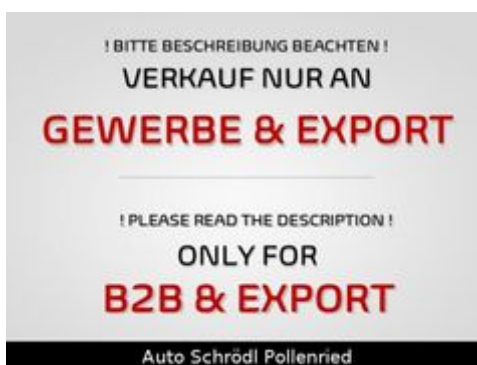 ! BITTE BESCHREIBUNG BEACHTEN !
VERKAUF NUR AN
GEWERBE & EXPORT
! PLEASE READ THE DESCRIPTION !
ONLY FOR
B2B & EXPORT
Auto Schrödl Pollenried